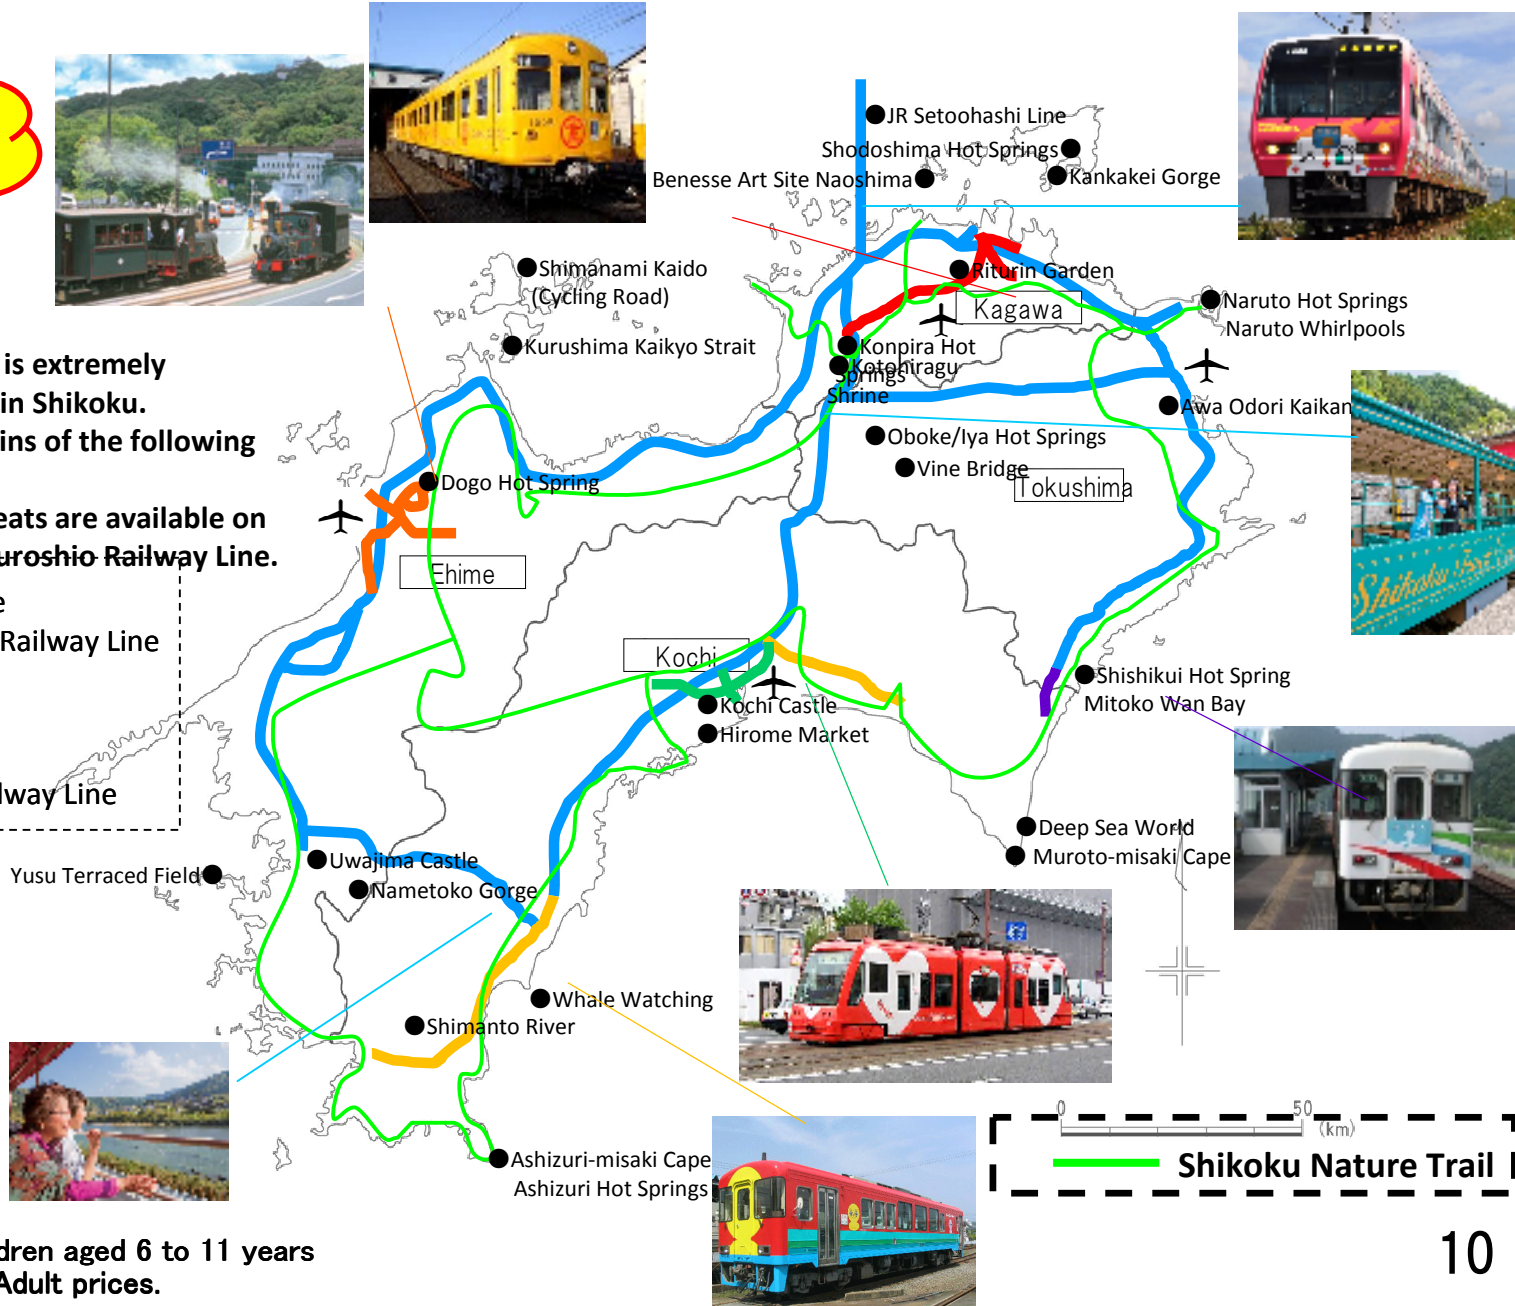 JR Setoohashi Line
Shodoshima Hot Springs
Kankakei Gorge
Benesse Art Site Naoshima
Shimanami Kaido
(Cycling Road)
Riturin Garden
Kagawa
Naruto Hot Springs
Naruto Whirlpools
Kurushima Kaikyo Strait
Konpira Hot
Springs
Kotohiragu
Shrine
is extremely
in Shikoku.
ins of the following
Awa Odori Kaikan
Oboke/Iya Hot Springs
Vine Bridge
Tokushima
Dogo Hot Spring
eats are available on
uroshio Railway Line.
Ehime
e
Railway Line
Kochi
Shishikui Hot Spring
Mitoko Wan Bay
Kochi Castle
Hirome Market
lway Line
Deep Sea World
Muroto-misaki Cape
Uwajima Castle
Yusu Terraced Field
Nametoko Gorge
Whale Watching
Shimanto River
Ashizuri-misaki Cape
Ashizuri Hot Springs
0 50
(km)
Shikoku Nature Trail
dren aged 6 to 11 years
Adult prices.
10
Shikoku